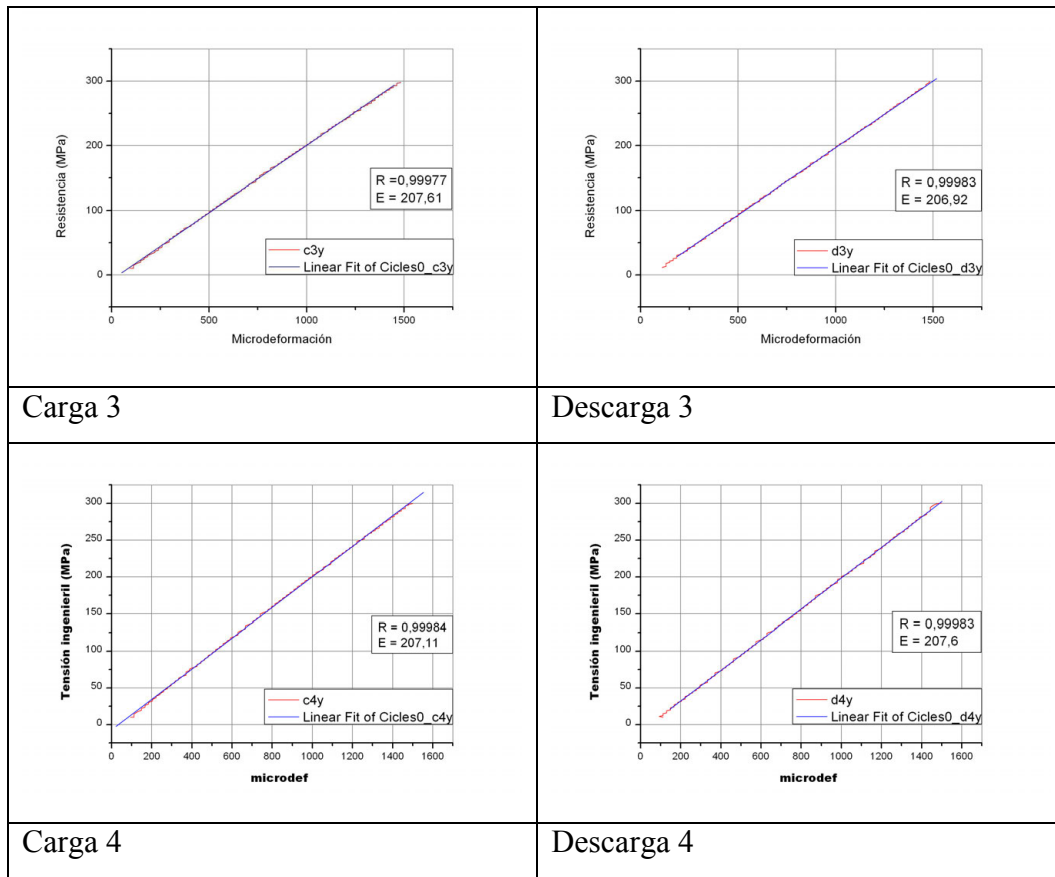 300
200
100
0
Resistencia (MPa)
R =0,99977
E = 207,61
c3y
Linear Fit of Cicles0_c3y
0 500 1000 1500
Microdeformación
300
200
100
0
Resistencia (MPa)
R = 0,99983
E = 206,92
d3y
Linear Fit of Cicles0_d3y
0 500 1000 1500
Microdeformación
Carga 3
Descarga 3
300
250
200
150
100
50
0
Tensión ingenieril (MPa)
R = 0,99984
E = 207,11
c4y
Linear Fit of Cicles0_c4y
0 200 400 600 800 1000 1200 1400 1600
microdef
300
250
200
150
100
50
0
Tensión ingenieril (MPa)
R = 0,99983
E = 207,6
d4y
Linear Fit of Cicles0_d4y
0 200 400 600 800 1000 1200 1400 1600
microdef
Carga 4
Descarga 4